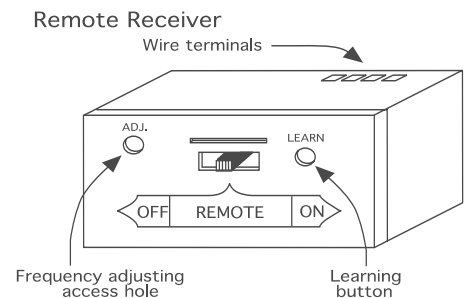 Remote Receiver
Wire terminals
ADJ.
LEARN
OFF REMOTE ON
Frequency adjusting
access hole
Learning
button